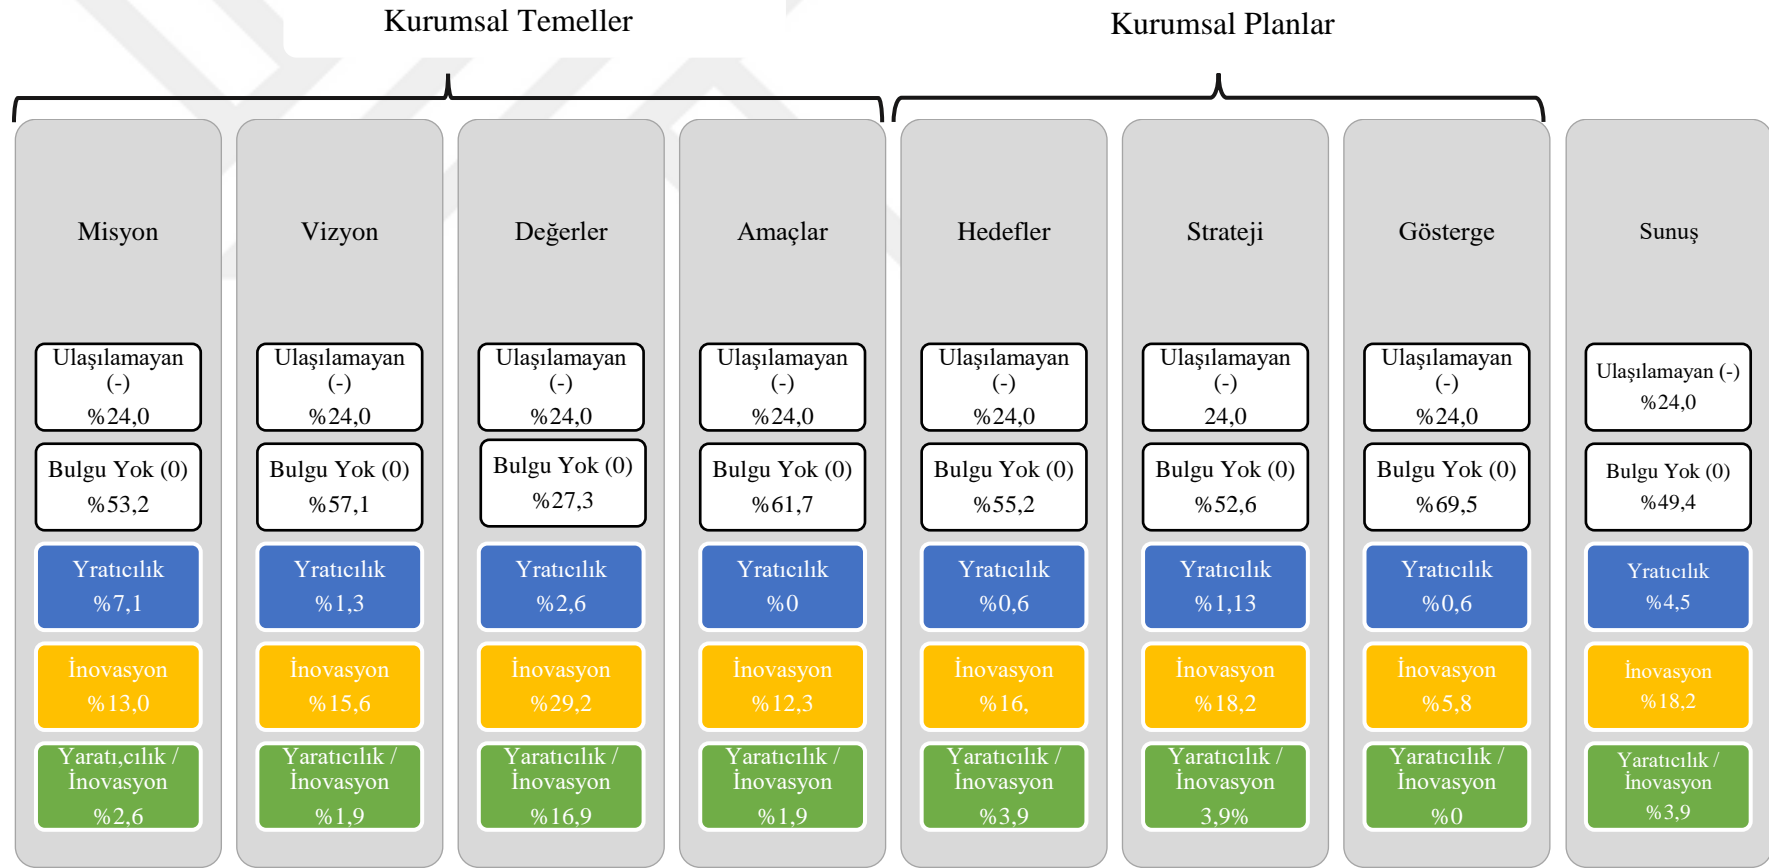 Kurumsal Temeller
Kurumsal Planlar
Misyon
Ulaşılamayan
(-)
%24,0
Bulgu Yok (0)
%53,2
Yratıcılık
%7,1
İnovasyon
%13,0
Yaratı,cılık /
İnovasyon
%2,6
Vizyon
Ulaşılamayan
(-)
%24,0
Bulgu Yok (0)
%57,1
Yratıcılık
%1,3
İnovasyon
%15,6
Yaratıcılık /
İnovasyon
%1,9
Değerler
Ulaşılamayan
(-)
%24,0
Bulgu Yok (0)
%27,3
Yratıcılık
%2,6
İnovasyon
%29,2
Yaratıcılık /
İnovasyon
%16,9
Amaçlar
Ulaşılamayan
(-)
%24,0
Bulgu Yok (0)
%61,7
Yratıcılık
%0
İnovasyon
%12,3
Yaratıcılık /
İnovasyon
%1,9
Hedefler
Ulaşılamayan
(-)
%24,0
Bulgu Yok (0)
%55,2
Yratıcılık
%0,6
İnovasyon
%16,
Yaratıcılık /
İnovasyon
%3,9
Strateji
Ulaşılamayan
(-)
24,0
Bulgu Yok (0)
%52,6
Yratıcılık
%1,13
İnovasyon
%18,2
Yaratıcılık /
İnovasyon
3,9%
Gösterge
Ulaşılamayan
(-)
%24,0
Bulgu Yok (0)
%69,5
Yratıcılık
%0,6
İnovasyon
%5,8
Yaratıcılık /
İnovasyon
%0
Sunuş
Ulaşılamayan (-)
%24,0
Bulgu Yok (0)
%49,4
Yratıcılık
%4,5
İnovasyon
%18,2
Yaratıcılık /
İnovasyon
%3,9